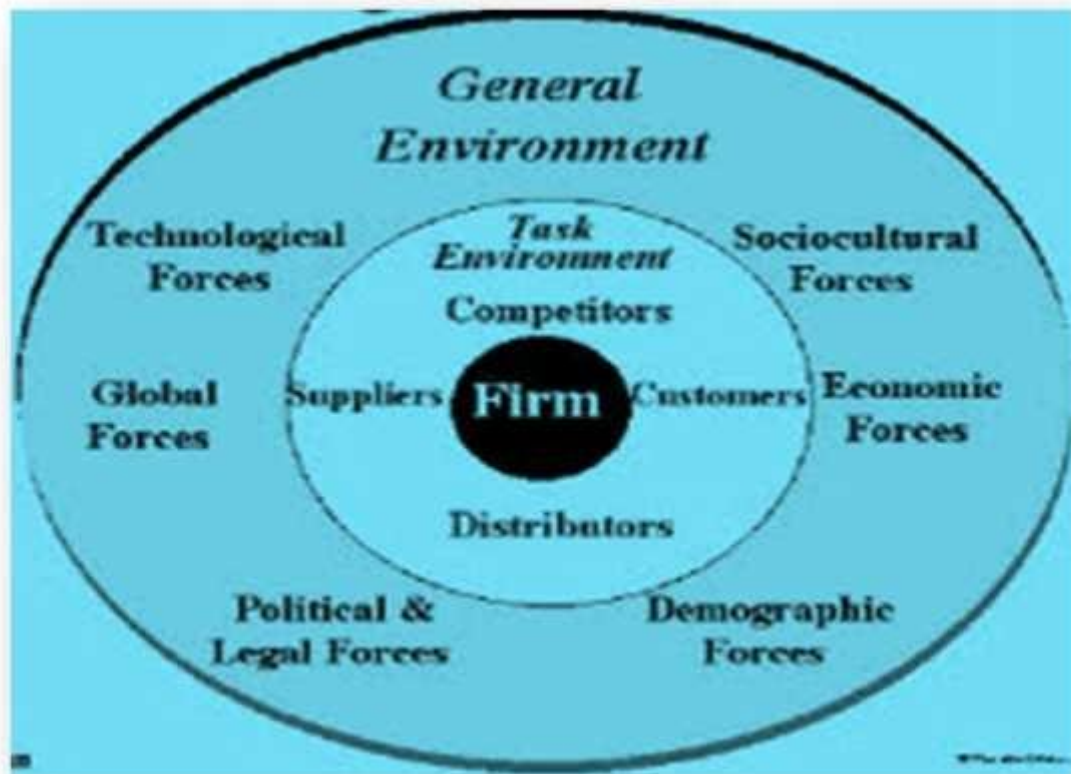 General
Environment
Technological
Forces
Task
Environment
Sociocultural
Forces
Competitors
Global
Forces
Suppliers
Firm
Customers
Economic
Forces
Distributors
Political &
Legal Forces
Demographic
Forces